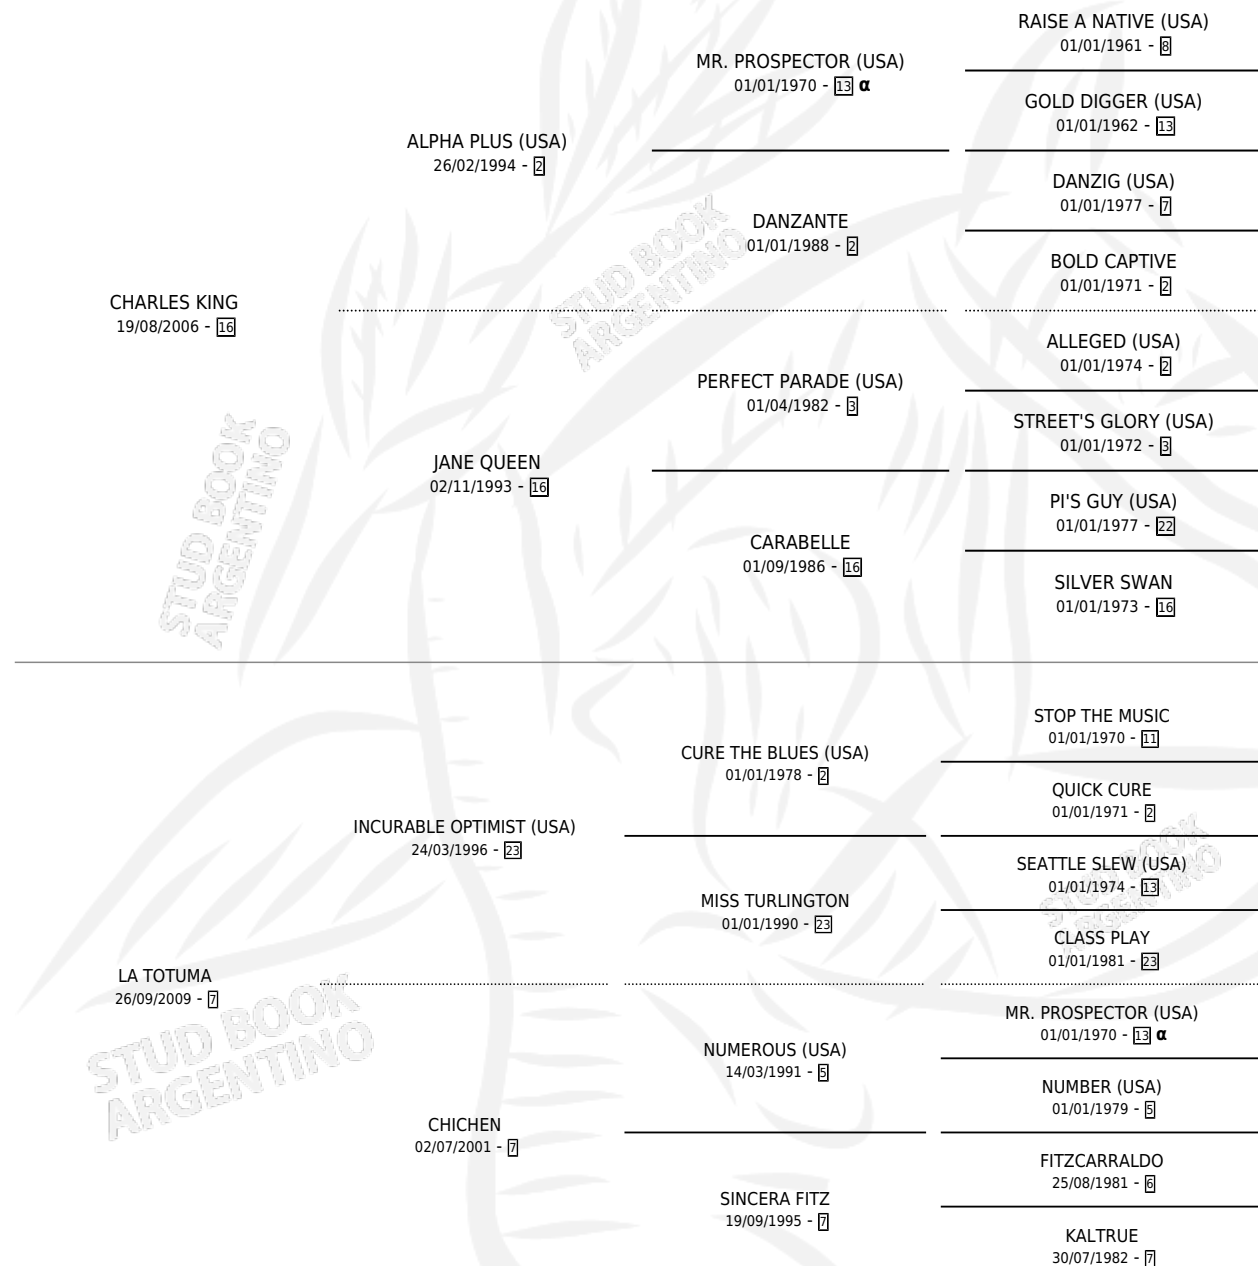 RAISE A NATIVE (USA)
01/01/1961 - 8
MR. PROSPECTOR (USA)
01/01/1970 - 13 α
GOLD DIGGER (USA)
01/01/1962 - 13
ALPHA PLUS (USA)
26/02/1994 - 2
DANZIG (USA)
01/01/1977 - 7
DANZANTE
01/01/1988 - 2
BOLD CAPTIVE
01/01/1971 - 2
STUD BOOK
ARGENTINO
CHARLES KING
19/08/2006 - 16
ALLEGED (USA)
01/01/1974 - 2
PERFECT PARADE (USA)
01/04/1982 - 3
STREET'S GLORY (USA)
01/01/1972 - 3
JANE QUEEN
02/11/1993 - 16
PI'S GUY (USA)
01/01/1977 - 22
CARABELLE
01/09/1986 - 16
SILVER SWAN
01/01/1973 - 16
STUD BOOK
ARGENTINO
STOP THE MUSIC
01/01/1970 - 11
CURE THE BLUES (USA)
01/01/1978 - 2
QUICK CURE
01/01/1971 - 2
INCURABLE OPTIMIST (USA)
24/03/1996 - 23
SEATTLE SLEW (USA)
01/01/1974 - 13
MISS TURLINGTON
01/01/1990 - 23
CLASS PLAY
01/01/1981 - 23
STUD BOOK
ARGENTINO
LA TOTUMA
26/09/2009 - 7
MR. PROSPECTOR (USA)
01/01/1970 - 13 α
NUMEROUS (USA)
14/03/1991 - 5
NUMBER (USA)
01/01/1979 - 5
STUD BOOK
ARGENTINO
CHICHEN
02/07/2001 - 7
FITZCARRALDO
25/08/1981 - 6
SINCERA FITZ
19/09/1995 - 7
KALTRUE
30/07/1982 - 7